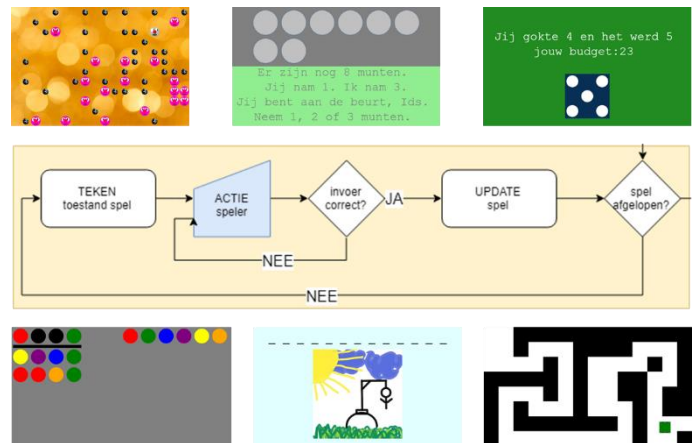 Er zijn nog 8 munten.
Jij nam 1. Ik nam 3.
Jij bent aan de beurt, Ids.
Neem 1, 2 of 3 munten.
Jij gokte 4 en het werd 5
jouw budget:23
TEKEN
toestand spel
ACTIE
speler
invoer
correct?
JA
UPDATE
spel
spel
afgelopen?
NEE
NEE